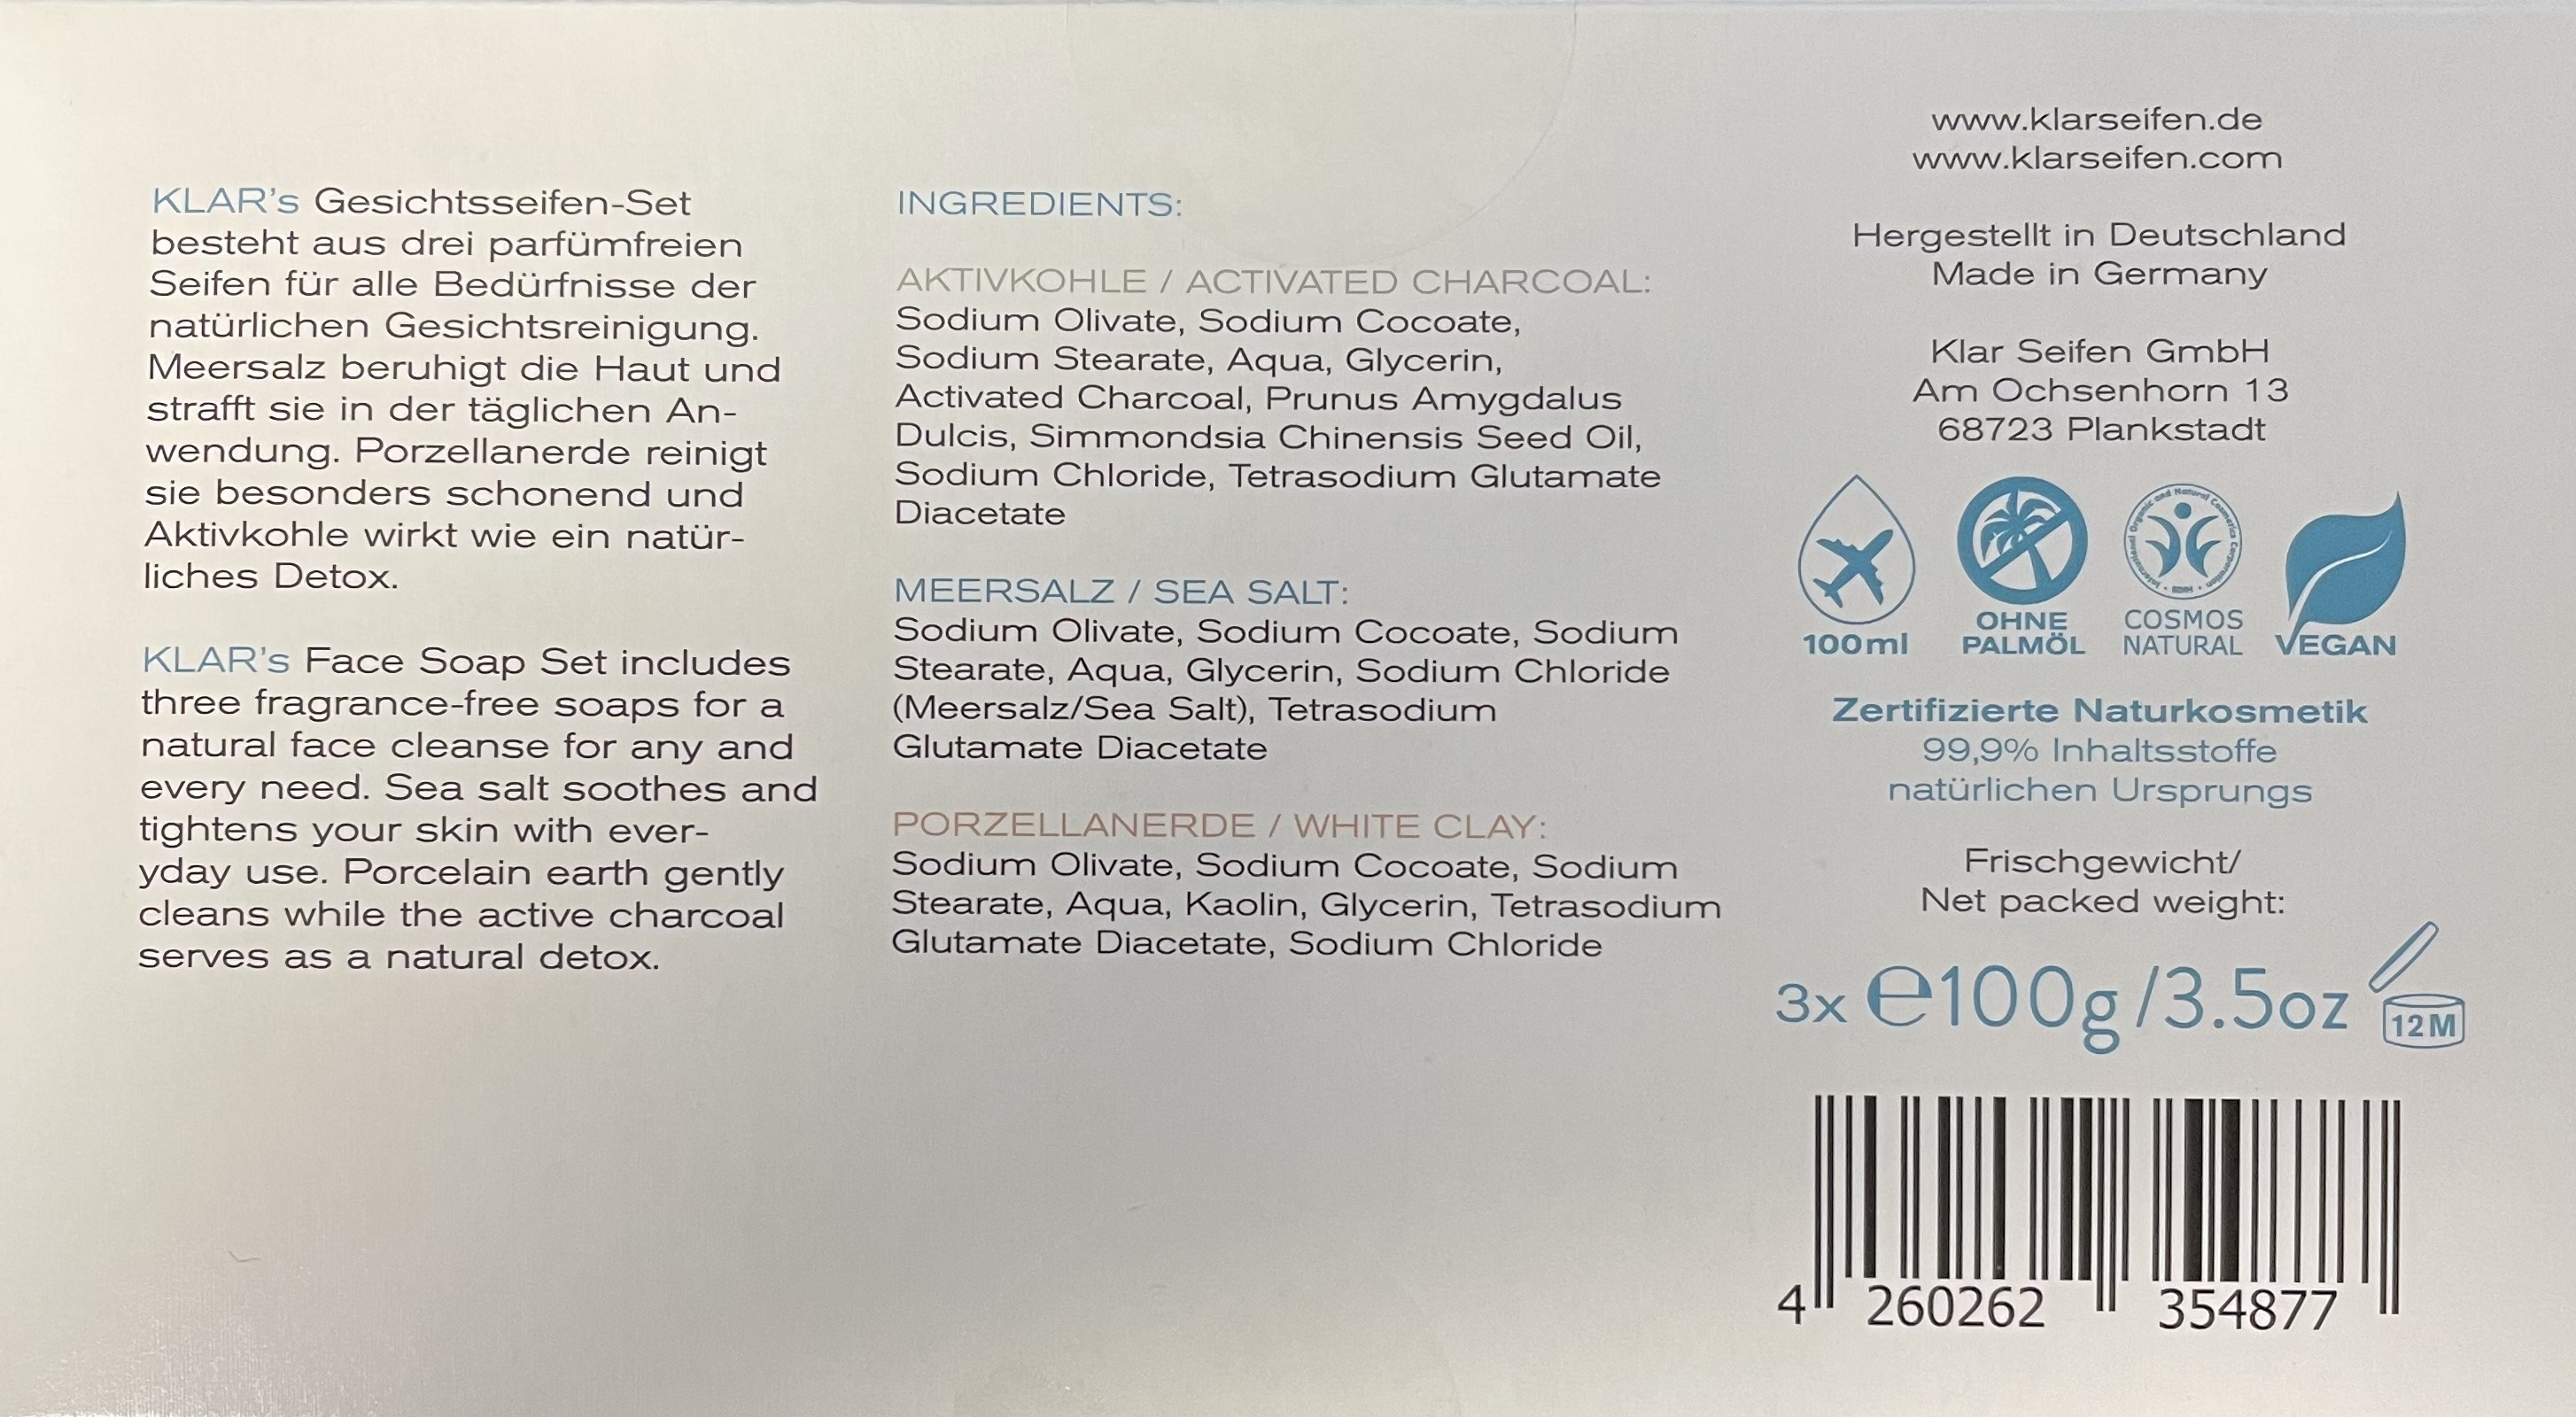 KLAR's Gesichtsseifen-Set
besteht aus drei parfümfreien
Seifen für alle Bedürfnisse der
natürlichen Gesichtsreinigung.
Meersalz beruhigt die Haut und
strafft sie in der täglichen An-
wendung. Porzellanerde reinigt
sie besonders schonend und
Aktivkohle wirkt wie ein natür-
liches Detox.
KLAR's Face Soap Set includes
three fragrance-free soaps for a
natural face cleanse for any and
every need. Sea salt soothes and
tightens your skin with ever-
yday use. Porcelain earth gently
cleans while the active charcoal
serves as a natural detox.
INGREDIENTS:
AKTIVKOHLE / ACTIVATED CHARCOAL:
Sodium Olivate, Sodium Cocoate,
Sodium Stearate, Aqua, Glycerin,
Activated Charcoal, Prunus Amygdalus
Dulcis, Simmondsia Chinensis Seed Oil,
Sodium Chloride, Tetrasodium Glutamate
Diacetate
MEERSALZ / SEA SALT:
Sodium Olivate, Sodium Cocoate, Sodium
Stearate, Aqua, Glycerin, Sodium Chloride
(Meersalz/Sea Salt), Tetrasodium
Glutamate Diacetate
PORZELLANERDE / WHITE CLAY:
Sodium Olivate, Sodium Cocoate, Sodium
Stearate, Aqua, Kaolin, Glycerin, Tetrasodium
Glutamate Diacetate, Sodium Chloride
www.klarseifen.de
www.klarseifen.com
Hergestellt in Deutschland
Made in Germany
Klar Seifen GmbH
Am Ochsenhorn 13
68723 Plankstadt
100ml
OHNE
PALMÖL
International Organic and Natural Cosmetics Corporation · BDIH ·
COSMOS
NATURAL
VEGAN
Zertifizierte Naturkosmetik
99,9% Inhaltsstoffe
natürlichen Ursprungs
Frischgewicht/
Net packed weight:
3x ℮100g/3.5oz
12M
4 260262 354877